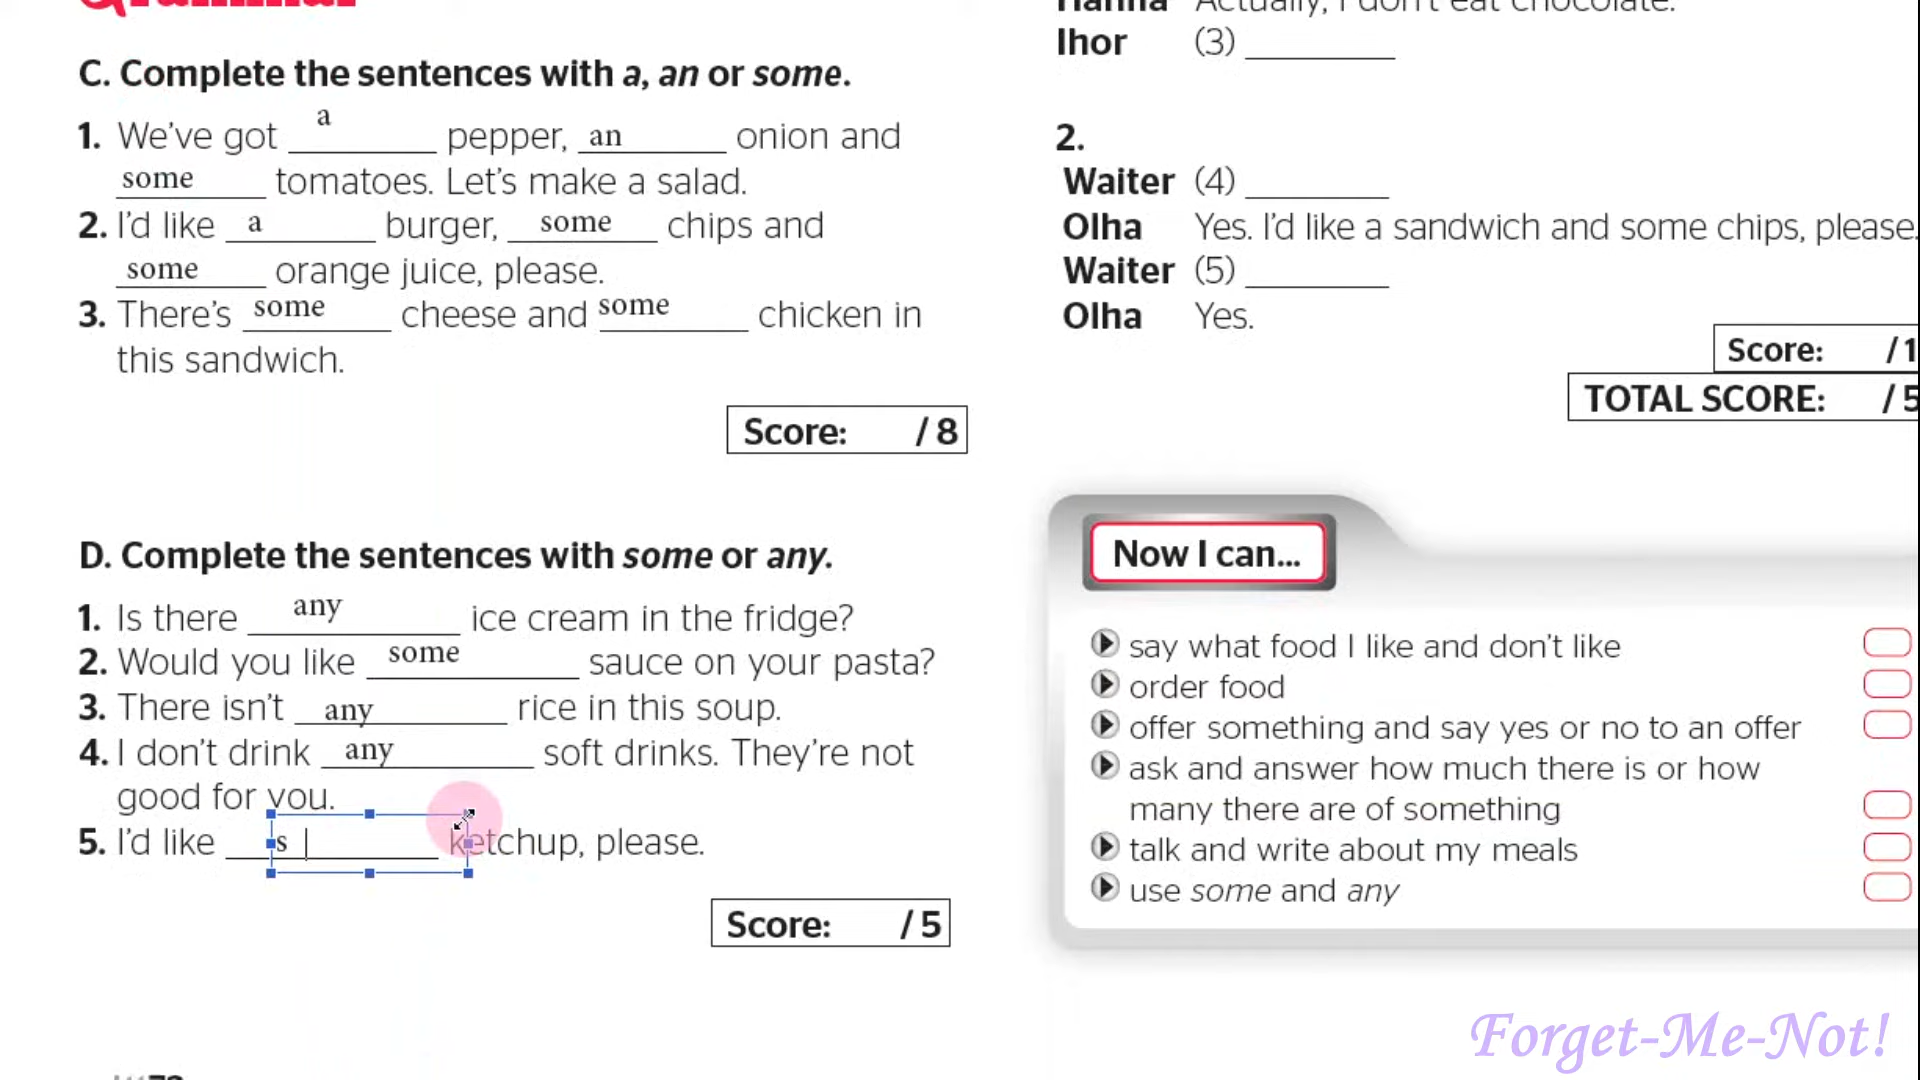 Grammar
C. Complete the sentences with a, an or some.
1. We've got a pepper, an onion and
some tomatoes. Let's make a salad.
2. I'd like a burger, some chips and
some orange juice, please.
3. There's some cheese and some chicken in
this sandwich.
Score: / 8
D. Complete the sentences with some or any.
1. Is there any ice cream in the fridge?
2. Would you like some sauce on your pasta?
3. There isn't any rice in this soup.
4. I don't drink any soft drinks. They're not
good for you.
5. I'd like s ketchup, please.
Score: / 5
Hanna Actually, I don't eat chocolate.
Ihor (3)
2.
Waiter (4)
Olha Yes. I'd like a sandwich and some chips, please.
Waiter (5)
Olha Yes.
Score: / 1
TOTAL SCORE: / 5
Now I can...
say what food I like and don't like
order food
offer something and say yes or no to an offer
ask and answer how much there is or how
many there are of something
talk and write about my meals
use some and any
Forget-Me-Not!